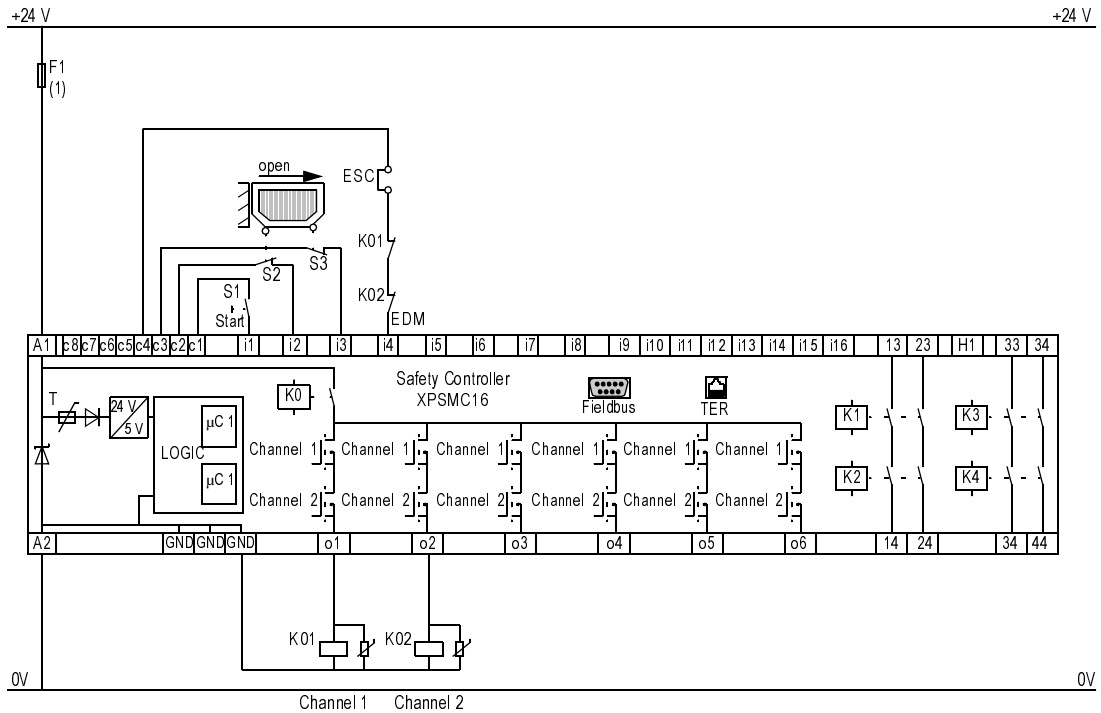 +24 V +24 V
F1
(1)
open
ESC
K01
S3
S2
S1
K02
Start
EDM
A1 c8 c7 c6 c5 c4 c3 c2 c1 i1 i2 i3 i4 i5 i6 i7 i8 i9 i10 i11 i12 i13 i14 i15 i16 13 23 H1 33 34
Safety Controller
XPSMC16
Fieldbus
TER
K0
T
24 V
5 V
LOGIC
µC 1
µC 1
K1
K3
Channel 1 Channel 1 Channel 1 Channel 1 Channel 1 Channel 1
K2
K4
Channel 2 Channel 2 Channel 2 Channel 2 Channel 2 Channel 2
A2 GND GND GND o1 o2 o3 o4 o5 o6 14 24 34 44
K01 K02
0V 0V
Channel 1 Channel 2